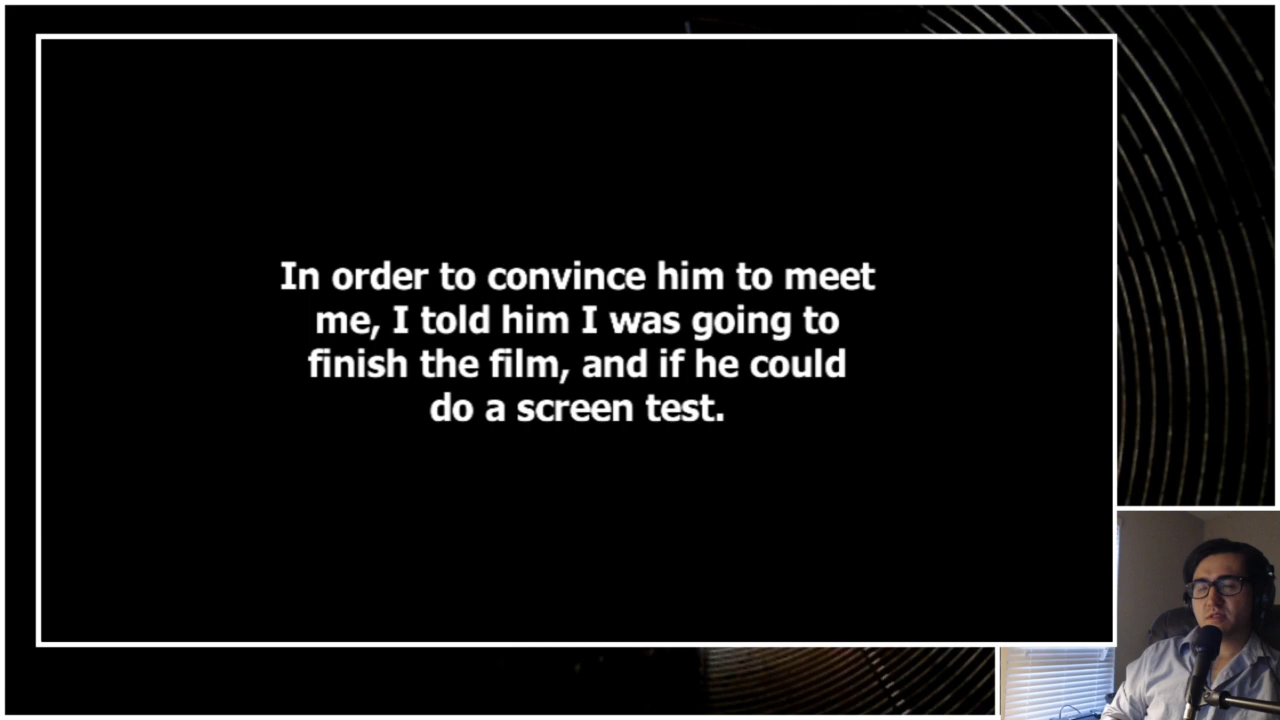 In order to convince him to meet
me, I told him I was going to
finish the film, and if he could
do a screen test.